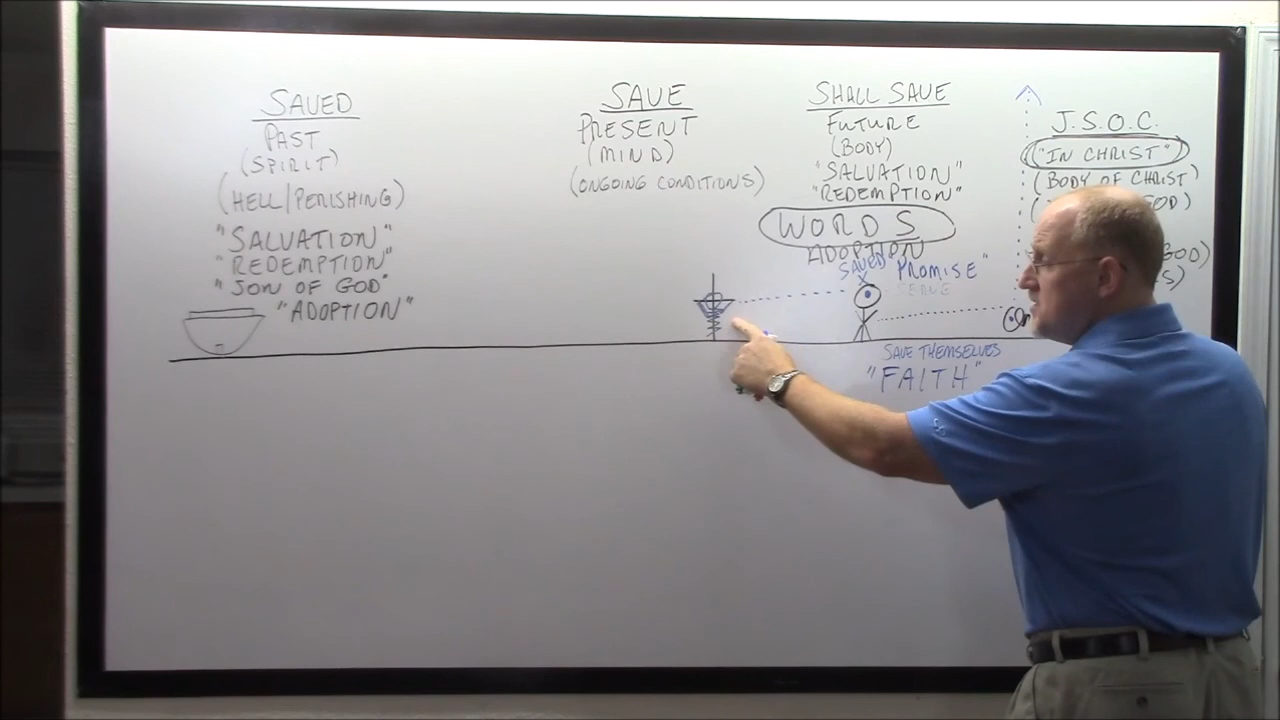 SAVED
PAST
(SPIRIT)
(HELL/PERISHING)
"SALVATION"
"REDEMPTION"
"SON OF GOD"
"ADOPTION"
SAVE
PRESENT
(MIND)
(ONGOING CONDITIONS)
SHALL SAVE
FUTURE
(BODY)
"SALVATION"
"REDEMPTION"
WORDS
ADOPTION
SAVED PROMISE"
SERVE
SAVE THEMSELVES
"FAITH"
J.S.O.C.
"IN CHRIST"
(BODY OF CHRIST)